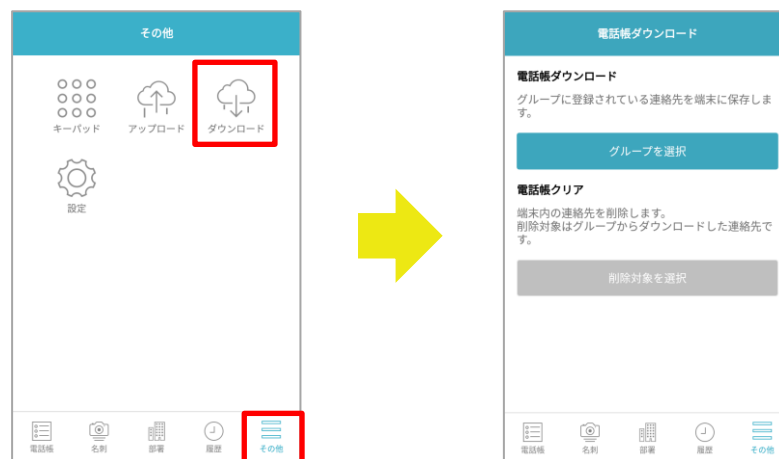 その他
キーパッド
アップロード
ダウンロード
設定
電話帳
名刺
部署
履歴
その他
電話帳ダウンロード
電話帳ダウンロード
グループに登録されている連絡先を端末に保存しま
す。
グループを選択
電話帳クリア
端末内の連絡先を削除します。
削除対象はグループからダウンロードした連絡先で
す。
削除対象を選択
電話帳
名刺
部署
履歴
その他